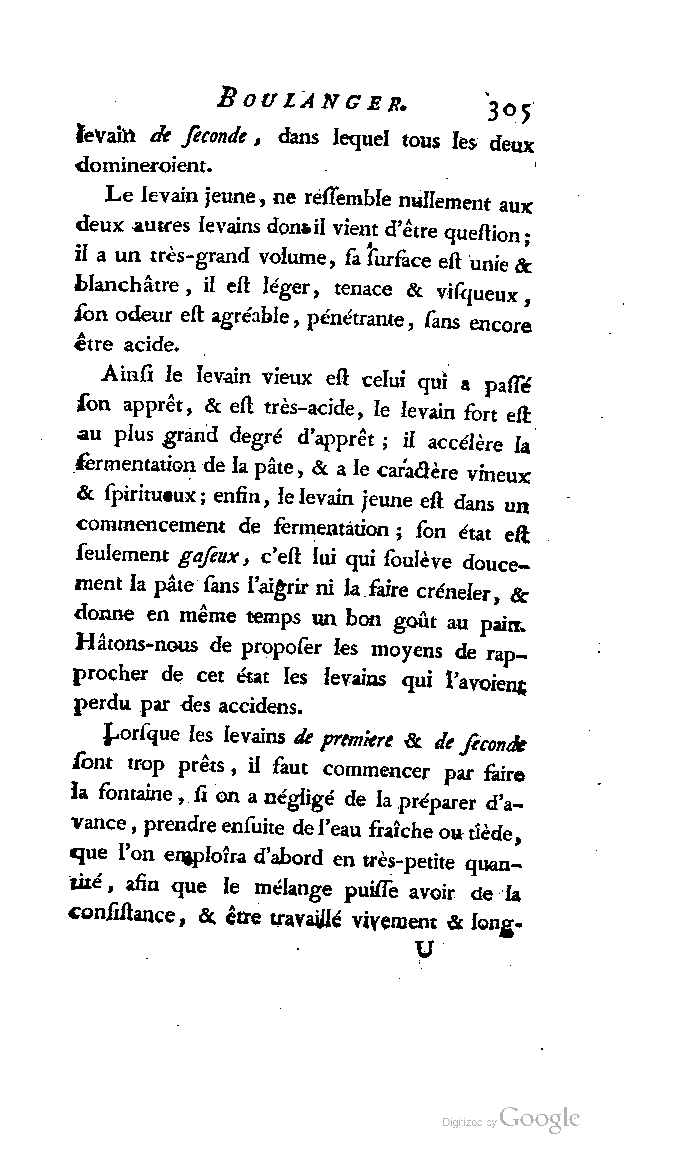 BOULANGER. 305
levain de ſeconde, dans lequel tous les deux
domineroient.
Le levain jeune, ne reſſemble nullement aux
deux autres levains dont il vient d'être queſtion;
il a un très-grand volume, ſa ſurface eſt unie &
blanchâtre, il eſt léger, tenace & viſqueux,
ſon odeur eſt agréable, pénétrante, ſans encore
être acide.
Ainſi le levain vieux eſt celui qui a paſſé
ſon apprêt, & eſt très-acide, le levain fort eſt
au plus grand degré d'apprêt; il accélère la
fermentation de la pâte, & a le caractère vineux
& ſpiritueux; enfin, le levain jeune eſt dans un
commencement de fermentation; ſon état eſt
ſeulement gaſeux, c'eſt lui qui ſoulève douce-
ment la pâte ſans l'aigrir ni la faire créneler, &
donne en même temps un bon goût au pain.
Hâtons-nous de propoſer les moyens de rap-
procher de cet état les levains qui l'avoient
perdu par des accidens.
Lorſque les levains de premiere & de ſeconde
ſont trop prêts, il faut commencer par faire
la fontaine, ſi on a négligé de la préparer d'a-
vance, prendre enſuite de l'eau fraîche ou tiède,
que l'on emploîra d'abord en très-petite quan-
tité, afin que le mélange puiſſe avoir de la
conſiſtance, & être travaillé vivement & long-
U
Digitized by Google